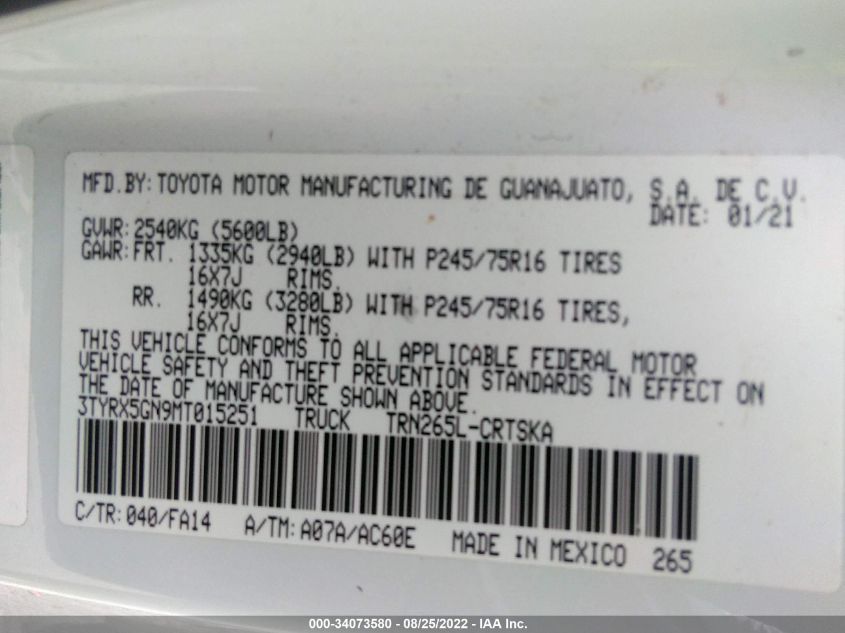 MFD.BY: TOYOTA MOTOR MANUFACTURING DE GUANAJUATO, S.A. DE C.V.
DATE: 01/21
GVWR: 2540KG (5600LB)
GAWR: FRT. 1335KG (2940LB) WITH P245/75R16 TIRES
16X7J RIMS,
RR. 1490KG (3280LB) WITH P245/75R16 TIRES,
16X7J RIMS.
THIS VEHICLE CONFORMS TO ALL APPLICABLE FEDERAL MOTOR
VEHICLE SAFETY AND THEFT PREVENTION STANDARDS IN EFFECT ON
THE DATE OF MANUFACTURE SHOWN ABOVE.
3TYRX5GN9MT015251 TRUCK TRN265L-CRTSKA
C/TR: 040/FA14 A/TM: A07A/AC60E MADE IN MEXICO 265
000-34073580 - 08/25/2022 - IAA Inc.